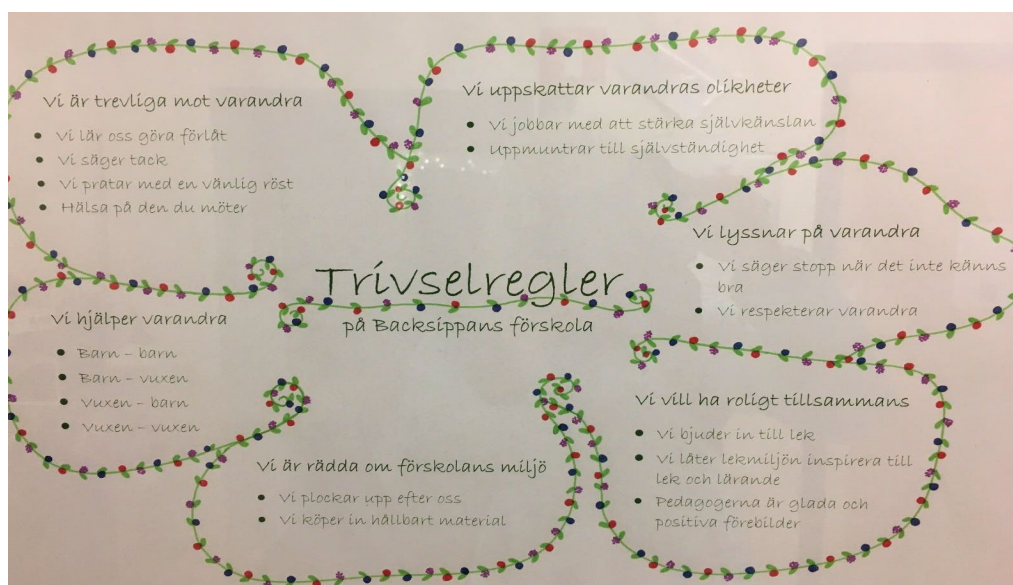 Trivselregler
på Backsippans förskola
Vi är trevliga mot varandra
• Vi lär oss göra förlåt
• Vi säger tack
• Vi pratar med en vänlig röst
• Hälsa på den du möter
Vi uppskattar varandras olikheter
• Vi jobbar med att stärka självkänslan
• Uppmuntrar till självständighet
Vi lyssnar på varandra
• Vi säger stopp när det inte känns
bra
• Vi respekterar varandra
Vi hjälper varandra
• Barn – barn
• Barn – vuxen
• Vuxen – barn
• Vuxen – vuxen
Vi är rädda om förskolans miljö
• Vi plockar upp efter oss
• Vi köper in hållbart material
Vi vill ha roligt tillsammans
• Vi bjuder in till lek
• Vi låter lekmiljön inspirera till
lek och lärande
• Pedagogerna är glada och
positiva förebilder